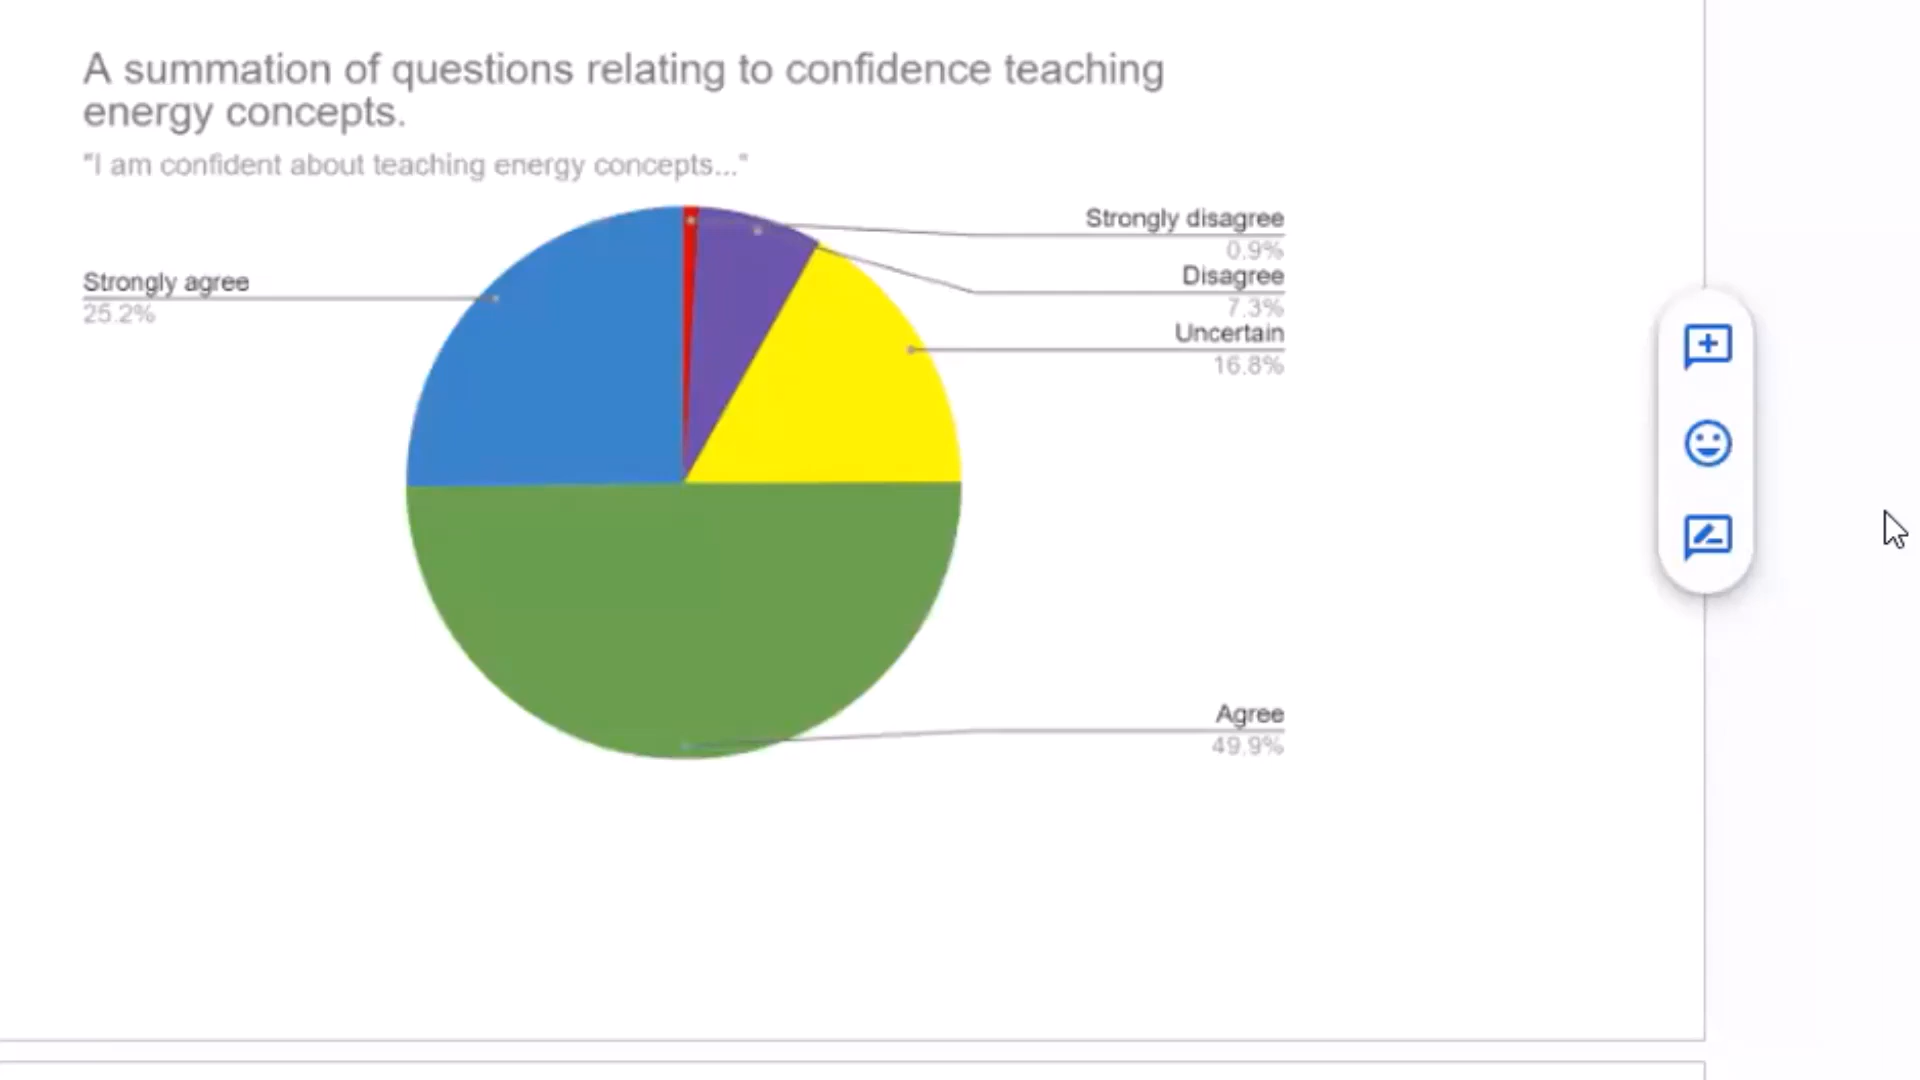 A summation of questions relating to confidence teaching
energy concepts.
"I am confident about teaching energy concepts..."
Strongly disagree
0.9%
Disagree
7.3%
Uncertain
16.8%
Strongly agree
25.2%
Agree
49.9%